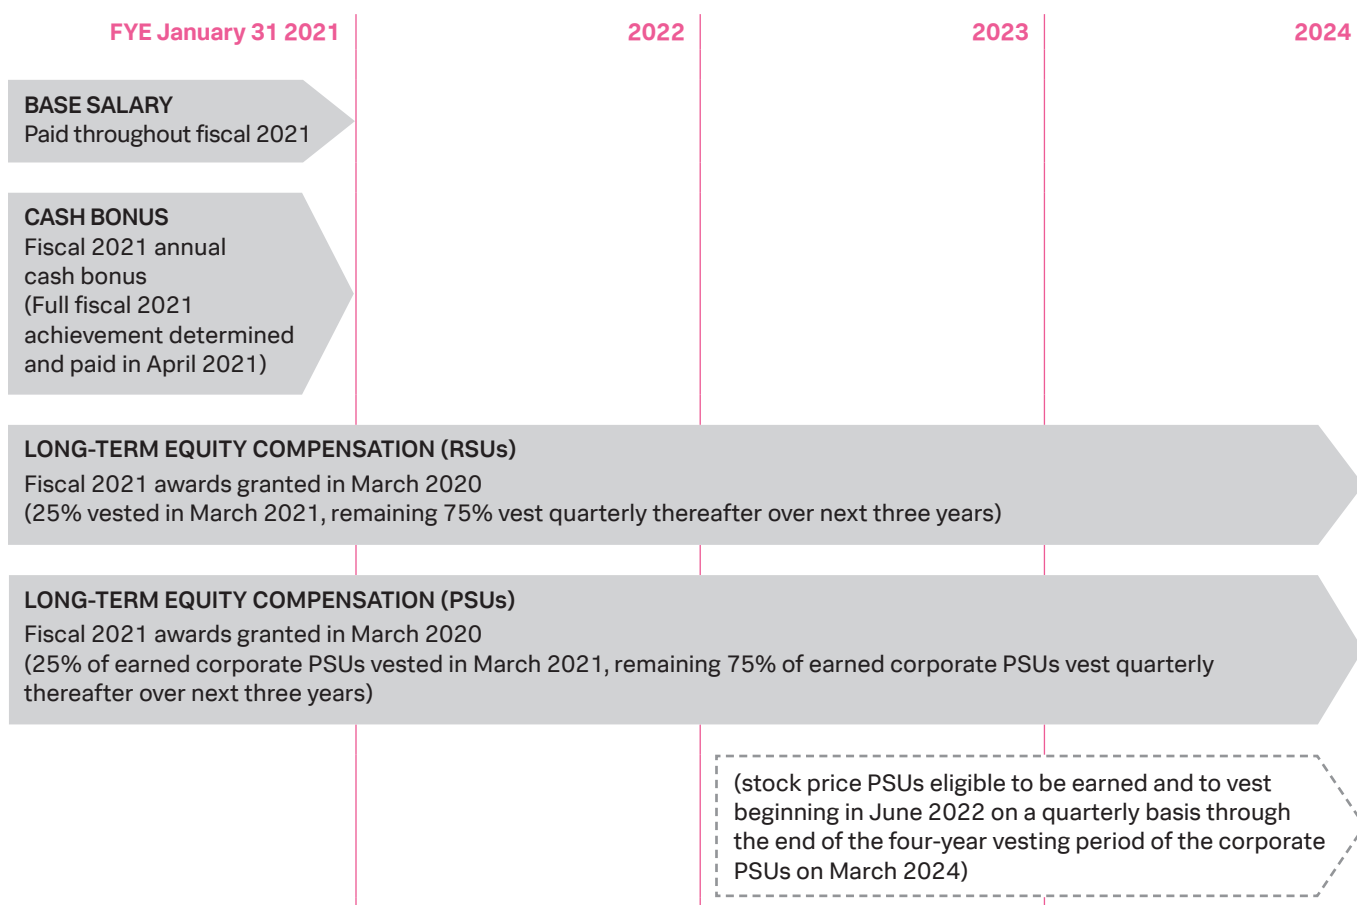 FYE January 31 2021 2022 2023 2024
BASE SALARY
Paid throughout fiscal 2021
CASH BONUS
Fiscal 2021 annual
cash bonus
(Full fiscal 2021
achievement determined
and paid in April 2021)
LONG-TERM EQUITY COMPENSATION (RSUs)
Fiscal 2021 awards granted in March 2020
(25% vested in March 2021, remaining 75% vest quarterly thereafter over next three years)
LONG-TERM EQUITY COMPENSATION (PSUs)
Fiscal 2021 awards granted in March 2020
(25% of earned corporate PSUs vested in March 2021, remaining 75% of earned corporate PSUs vest quarterly
thereafter over next three years)
(stock price PSUs eligible to be earned and to vest
beginning in June 2022 on a quarterly basis through
the end of the four-year vesting period of the corporate
PSUs on March 2024)